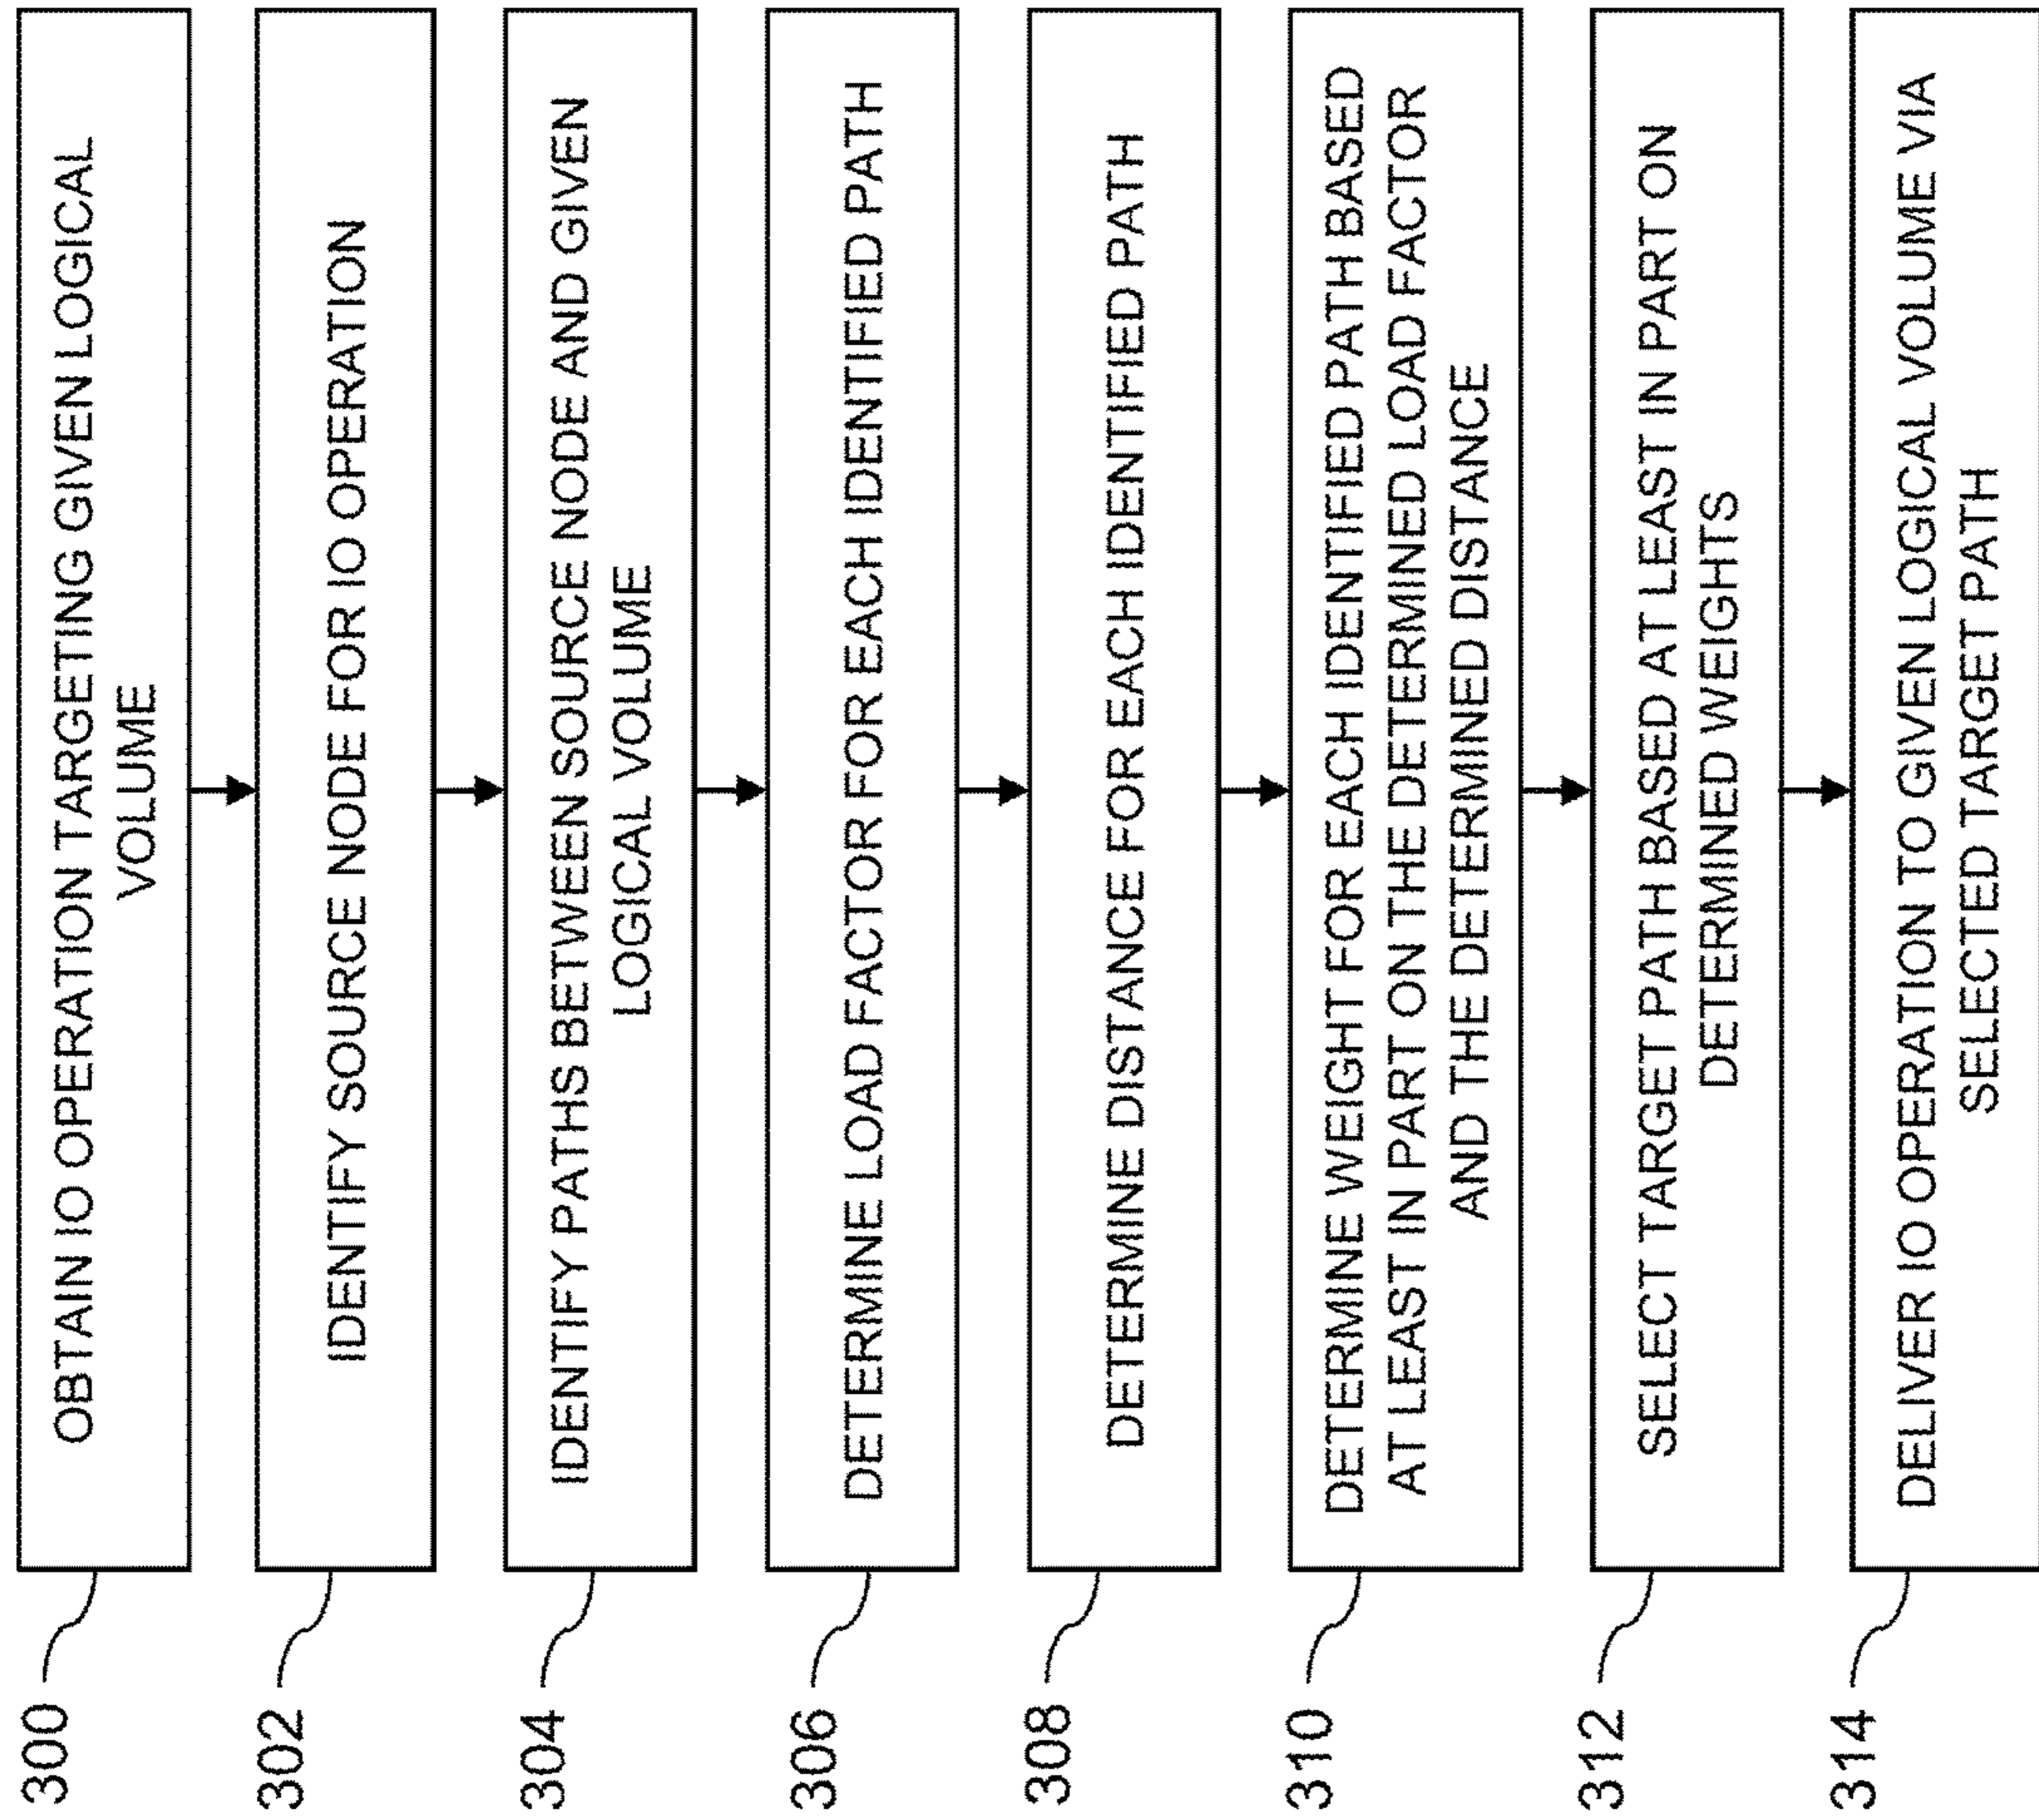 300
OBTAIN IO OPERATION TARGETING GIVEN LOGICAL
VOLUME
302
IDENTIFY SOURCE NODE FOR IO OPERATION
304
IDENTIFY PATHS BETWEEN SOURCE NODE AND GIVEN
LOGICAL VOLUME
306
DETERMINE LOAD FACTOR FOR EACH IDENTIFIED PATH
308
DETERMINE DISTANCE FOR EACH IDENTIFIED PATH
310
DETERMINE WEIGHT FOR EACH IDENTIFIED PATH BASED
AT LEAST IN PART ON THE DETERMINED LOAD FACTOR
AND THE DETERMINED DISTANCE
312
SELECT TARGET PATH BASED AT LEAST IN PART ON
DETERMINED WEIGHTS
314
DELIVER IO OPERATION TO GIVEN LOGICAL VOLUME VIA
SELECTED TARGET PATH